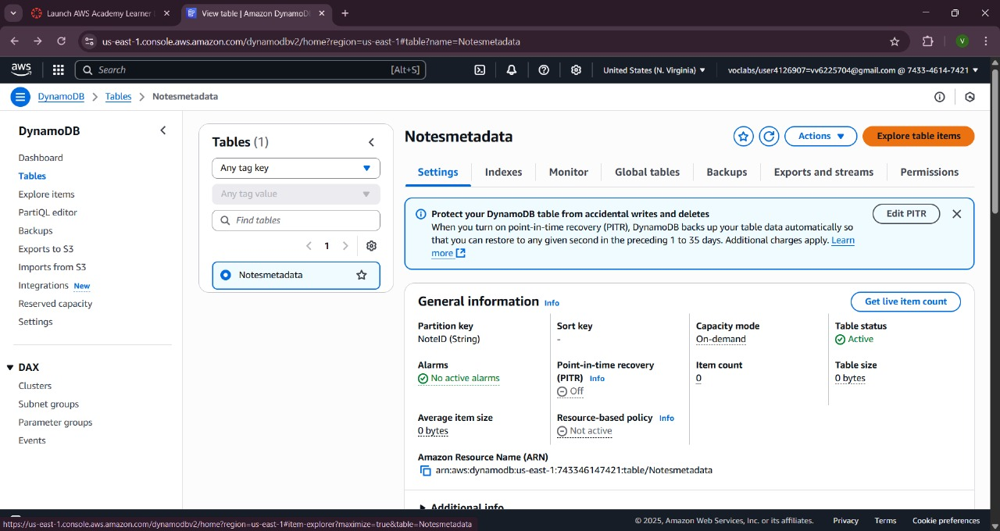 Launch AWS Academy Learner
View table | Amazon DynamoDB
us-east-1.console.aws.amazon.com/dynamodbv2/home?region=us-east-1#table?name=Notesmetadata
V
aws
Search
[Alt+S]
United States (N. Virginia)
voclabs/user4126907=vv6225704@gmail.com @ 7433-4614-7421
DynamoDB
Tables
Notesmetadata
DynamoDB
Dashboard
Tables
Explore items
PartiQL editor
Backups
Exports to S3
Imports from S3
Integrations New
Reserved capacity
Settings
DAX
Clusters
Subnet groups
Parameter groups
Events
Tables (1)
Any tag key
Any tag value
Find tables
1
Notesmetadata
Notesmetadata
Actions
Explore table items
Settings
Indexes
Monitor
Global tables
Backups
Exports and streams
Permissions
Protect your DynamoDB table from accidental writes and deletes
When you turn on point-in-time recovery (PITR), DynamoDB backs up your table data automatically so
that you can restore to any given second in the preceding 1 to 35 days. Additional charges apply. Learn
more
Edit PITR
General information Info
Get live item count
Partition key
NoteID (String)
Sort key
-
Capacity mode
On-demand
Table status
Active
Alarms
No active alarms
Point-in-time recovery
(PITR) Info
Off
Item count
0
Table size
0 bytes
Average item size
0 bytes
Resource-based policy Info
Not active
Amazon Resource Name (ARN)
arn:aws:dynamodb:us-east-1:743346147421:table/Notesmetadata
Additional info
https://us-east-1.console.aws.amazon.com/dynamodbv2/home?region=us-east-1#item-explorer?maximize=true&table=Notesmetadata
© 2025, Amazon Web Services, Inc. or its affiliates.
Privacy
Terms
Cookie preferences